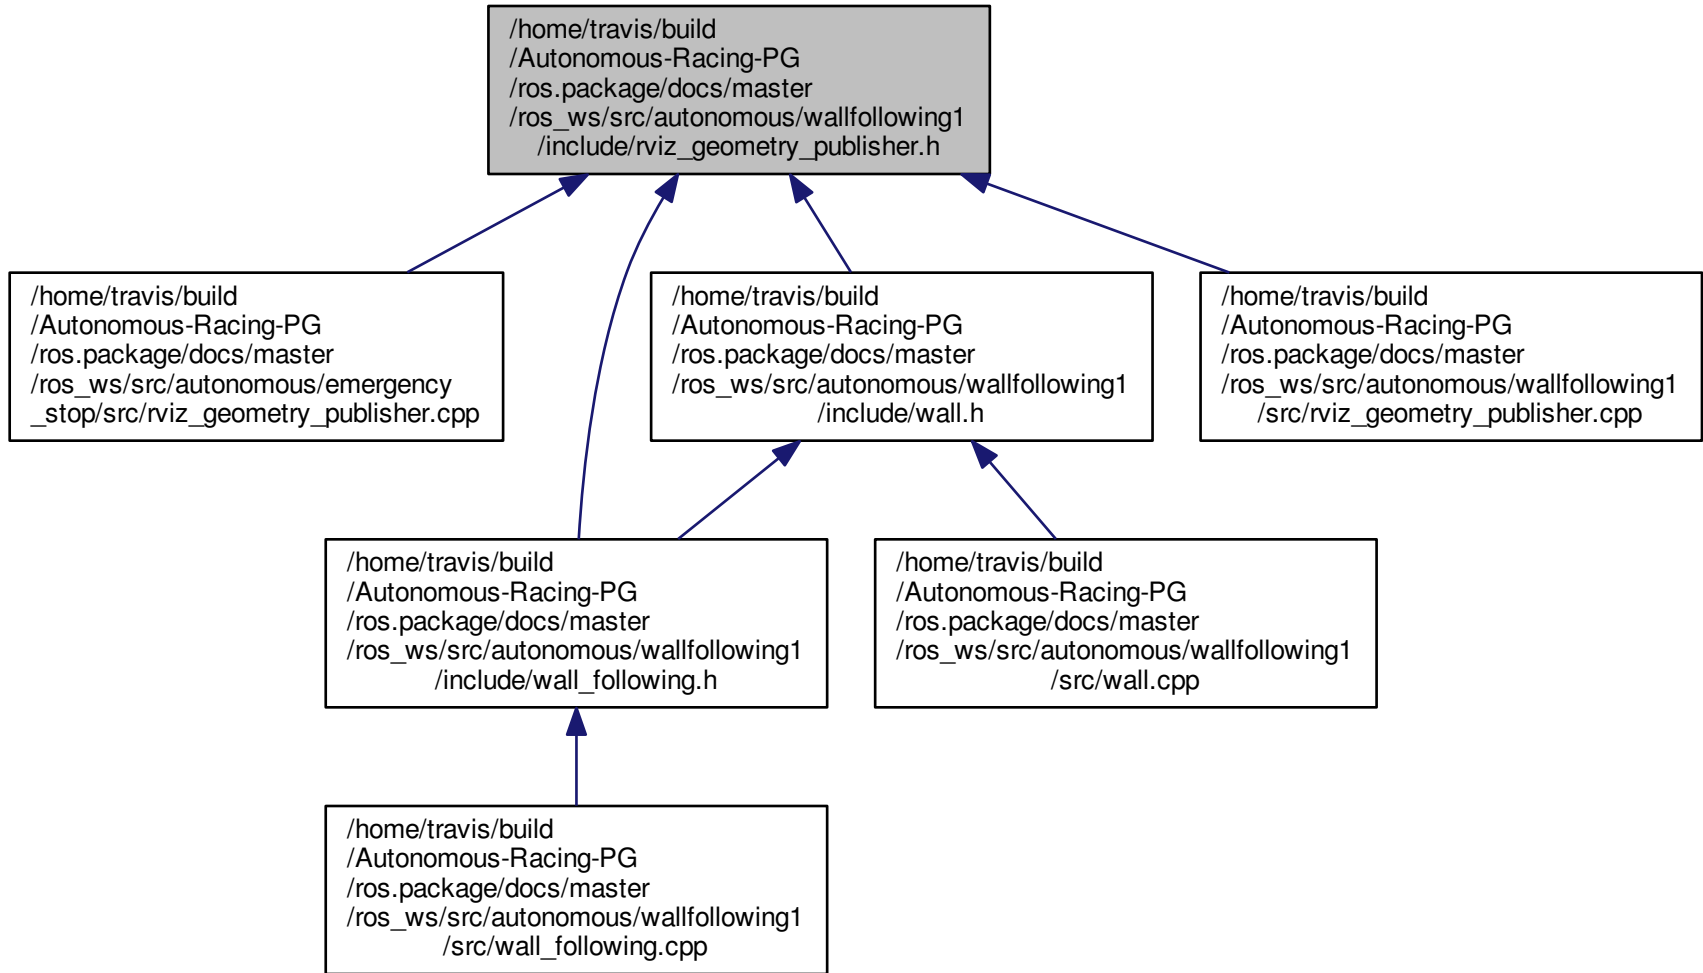 /home/travis/build
/Autonomous-Racing-PG
/ros.package/docs/master
/ros_ws/src/autonomous/wallfollowing1
/include/rviz_geometry_publisher.h
/home/travis/build
/Autonomous-Racing-PG
/ros.package/docs/master
/ros_ws/src/autonomous/emergency
_stop/src/rviz_geometry_publisher.cpp
/home/travis/build
/Autonomous-Racing-PG
/ros.package/docs/master
/ros_ws/src/autonomous/wallfollowing1
/include/wall.h
/home/travis/build
/Autonomous-Racing-PG
/ros.package/docs/master
/ros_ws/src/autonomous/wallfollowing1
/src/rviz_geometry_publisher.cpp
/home/travis/build
/Autonomous-Racing-PG
/ros.package/docs/master
/ros_ws/src/autonomous/wallfollowing1
/include/wall_following.h
/home/travis/build
/Autonomous-Racing-PG
/ros.package/docs/master
/ros_ws/src/autonomous/wallfollowing1
/src/wall.cpp
/home/travis/build
/Autonomous-Racing-PG
/ros.package/docs/master
/ros_ws/src/autonomous/wallfollowing1
/src/wall_following.cpp